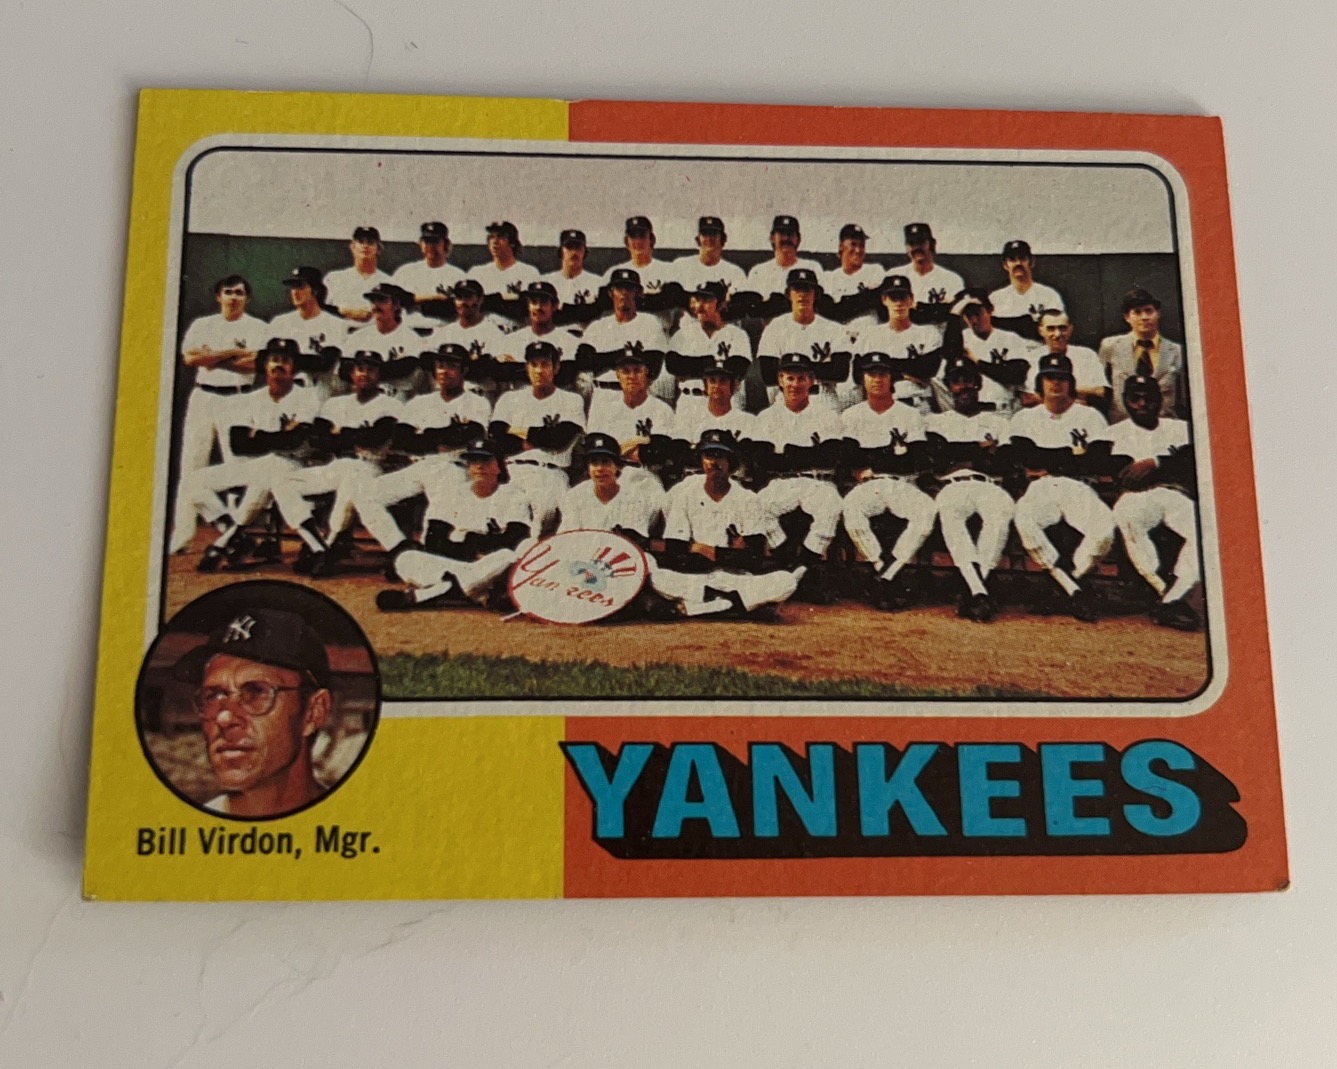 Yankees
Bill Virdon, Mgr.
YANKEES